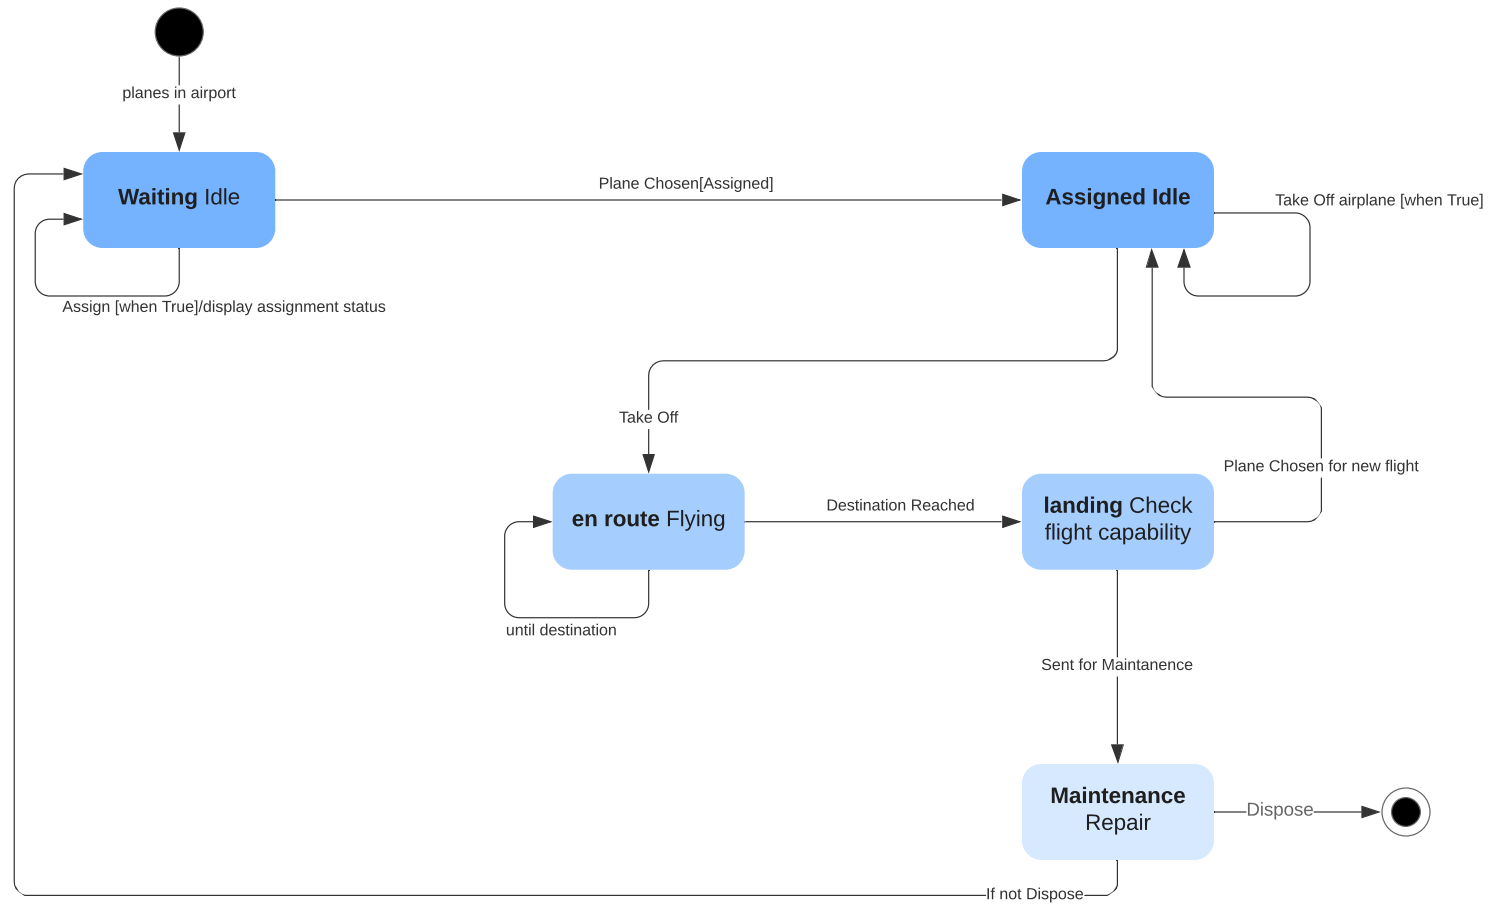 planes in airport
Waiting Idle
Plane Chosen[Assigned]
Assigned Idle
Take Off airplane [when True]
Assign [when True]/display assignment status
Take Off
Plane Chosen for new flight
en route Flying
Destination Reached
landing Check
flight capability
until destination
Sent for Maintanence
Maintenance
Repair
Dispose
If not Dispose